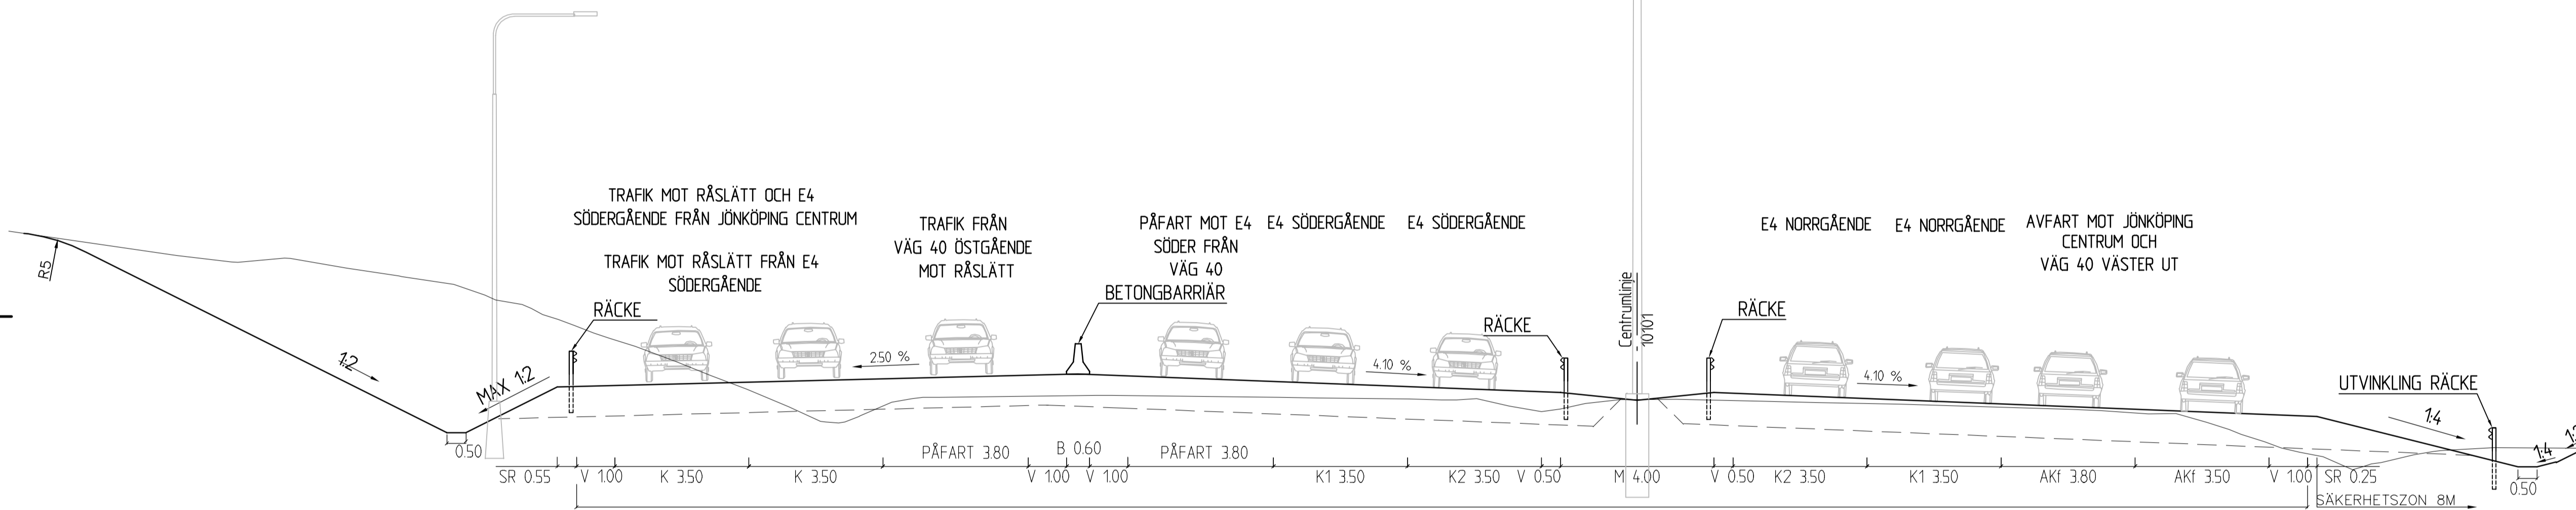 TRAFIK MOT RÅSLÄTT OCH E4
SÖDERGÅENDE FRÅN JÖNKÖPING CENTRUM
TRAFIK MOT RÅSLÄTT FRÅN E4
SÖDERGÅENDE
TRAFIK FRÅN
VÄG 40 ÖSTGÅENDE
MOT RÅSLÄTT
PÅFART MOT E4
SÖDER FRÅN
VÄG 40
E4 SÖDERGÅENDE
E4 SÖDERGÅENDE
E4 NORRGÅENDE
E4 NORRGÅENDE
AVFART MOT JÖNKÖPING
CENTRUM OCH
VÄG 40 VÄSTER UT
R5
RÄCKE
BETONGBARRIÄR
RÄCKE
Centrumlinje
10101
RÄCKE
1:2
MAX 1:2
2.50 %
4.10 %
4.10 %
UTVINKLING RÄCKE
1:4
1:4
0.50
SR 0.55
V 1.00
K 3.50
K 3.50
PÅFART 3.80
V 1.00
B 0.60
V 1.00
PÅFART 3.80
K1 3.50
K2 3.50
V 0.50
M 4.00
V 0.50
K2 3.50
K1 3.50
AKf 3.80
AKf 3.50
V 1.00
SR 0.25
0.50
SÄKERHETSZON 8M